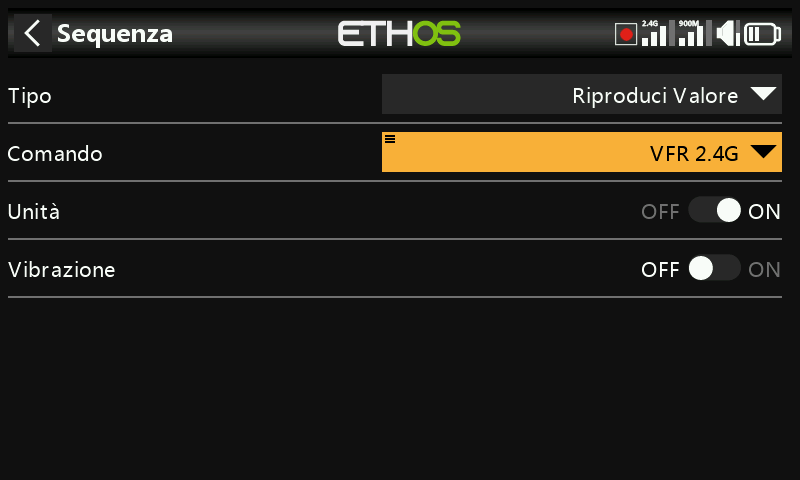 Sequenza
ETHOS
2.4G
900M
Tipo
Riproduci Valore
Comando
VFR 2.4G
Unità
OFF ON
Vibrazione
OFF ON